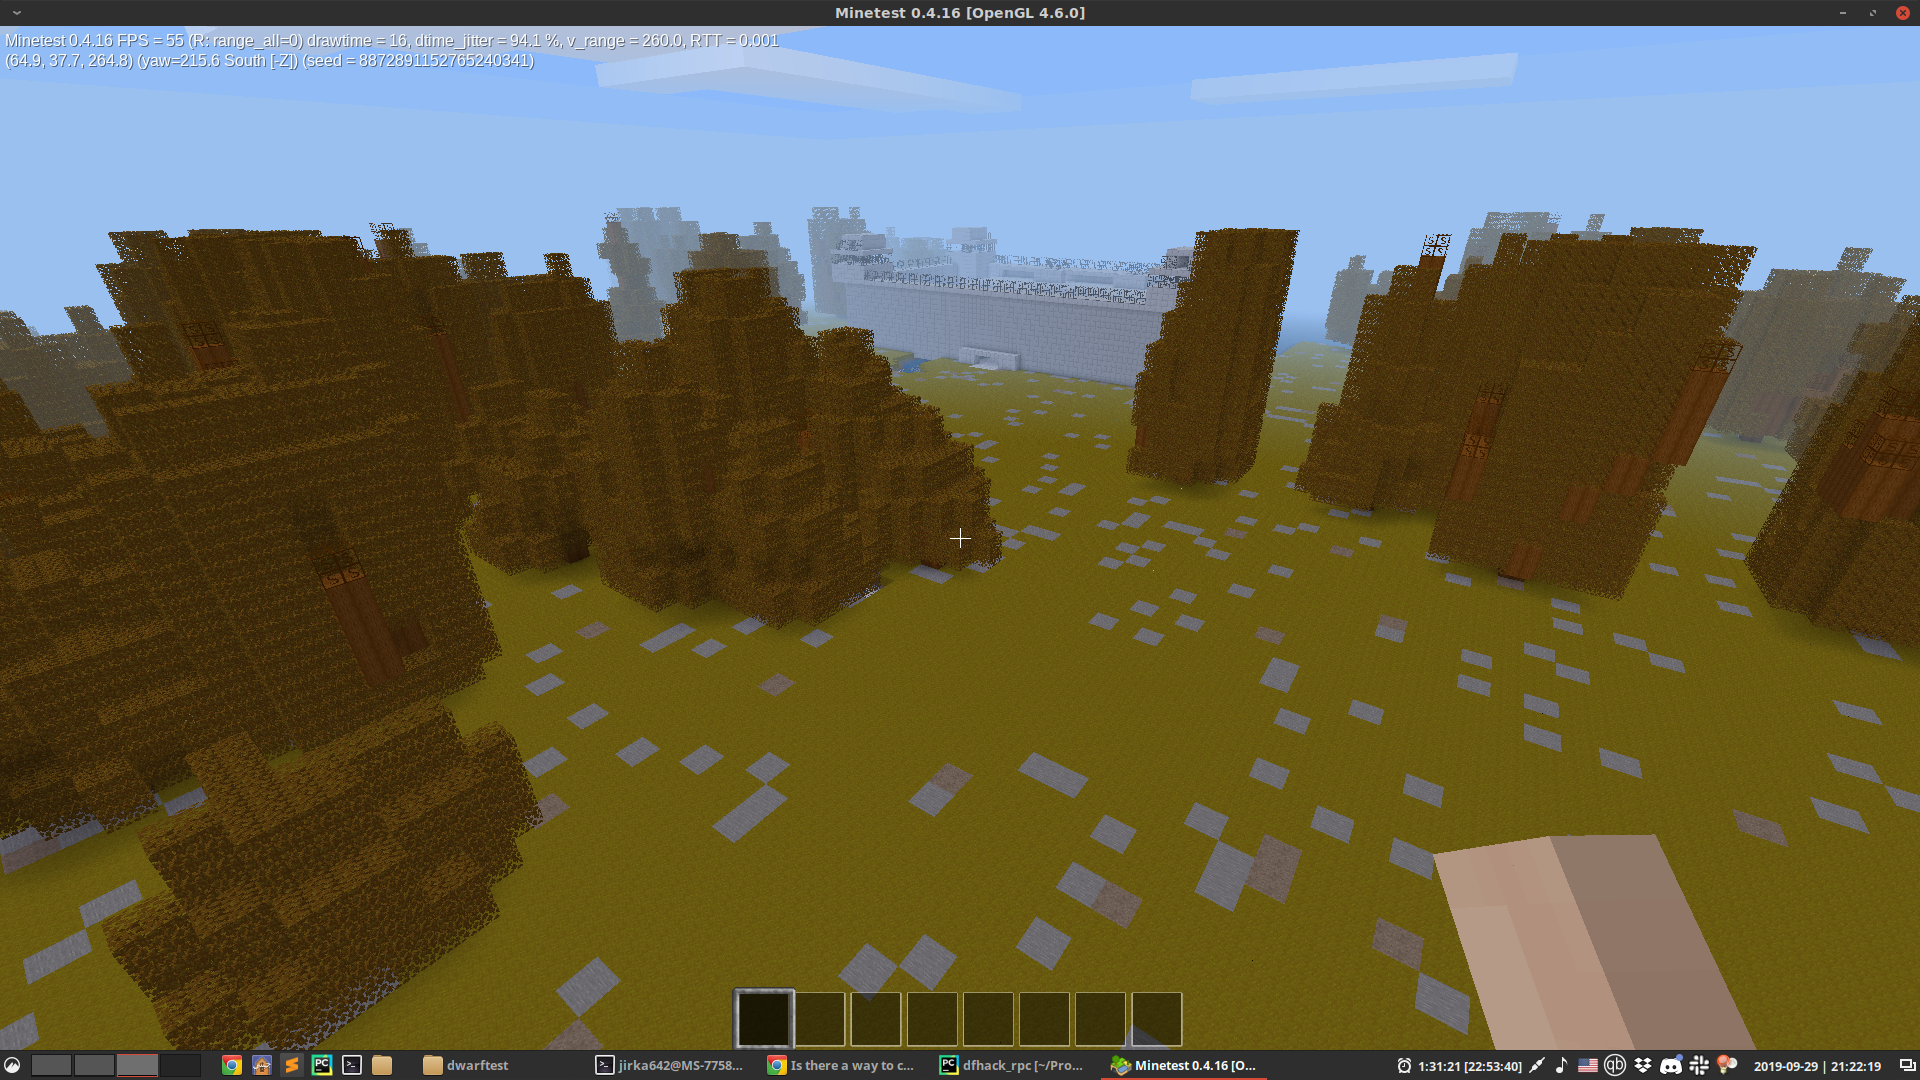 Minetest 0.4.16 [OpenGL 4.6.0]
Minetest 0.4.16 FPS = 55 (R: range_all=0) drawtime = 16, dtime_jitter = 94.1 %, v_range = 260.0, RTT = 0.001
(64.9, 37.7, 264.8) (yaw=215.6 South [-Z]) (seed = 8872891152765240341)
dwarftest
jirka642@MS-7758...
Is there a way to c...
dfhack_rpc [~/Pro...
Minetest 0.4.16 [O...
1:31:21 [22:53:40]
qb
2019-09-29 | 21:22:19